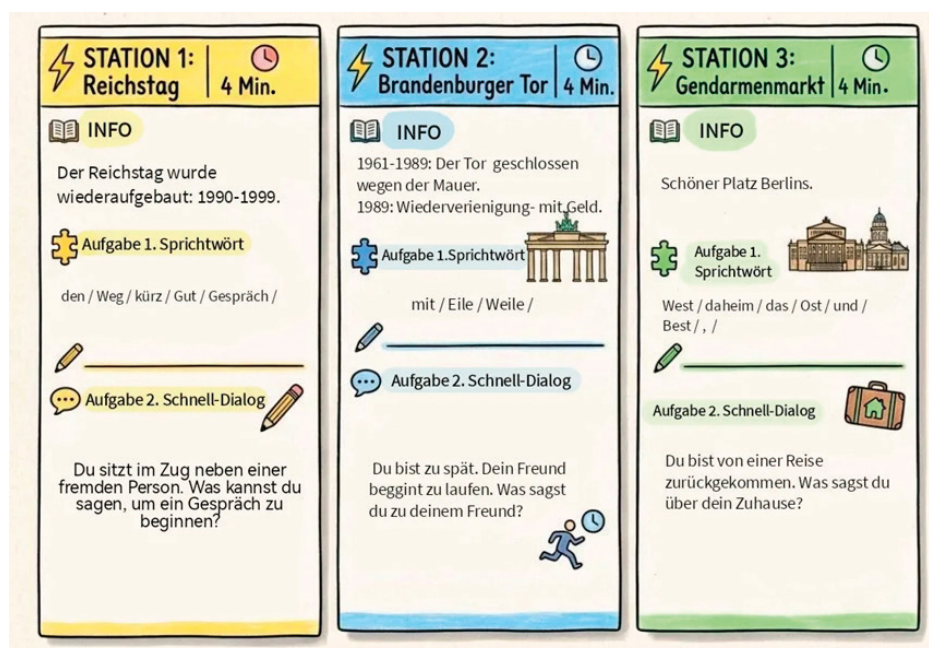 STATION 1:
Reichstag
4 Min.
INFO
Der Reichstag wurde
wiederaufgebaut: 1990-1999.
Aufgabe 1. Sprichtwört
den / Weg / kürz / Gut / Gespräch /
Aufgabe 2. Schnell-Dialog
Du sitzt im Zug neben einer
fremden Person. Was kannst du
sagen, um ein Gespräch zu
beginnen?
STATION 2:
Brandenburger Tor
4 Min.
INFO
1961-1989: Der Tor geschlossen
wegen der Mauer.
1989: Wiederverienigung- mit Geld.
Aufgabe 1.Sprichtwört
mit / Eile / Weile /
Aufgabe 2. Schnell-Dialog
Du bist zu spät. Dein Freund
beggint zu laufen. Was sagst
du zu deinem Freund?
STATION 3:
Gendarmenmarkt
4 Min.
INFO
Schöner Platz Berlins.
Aufgabe 1.
Sprichtwört
West / daheim / das / Ost / und /
Best / , /
Aufgabe 2. Schnell-Dialog
Du bist von einer Reise
zurückgekommen. Was sagst du
über dein Zuhause?